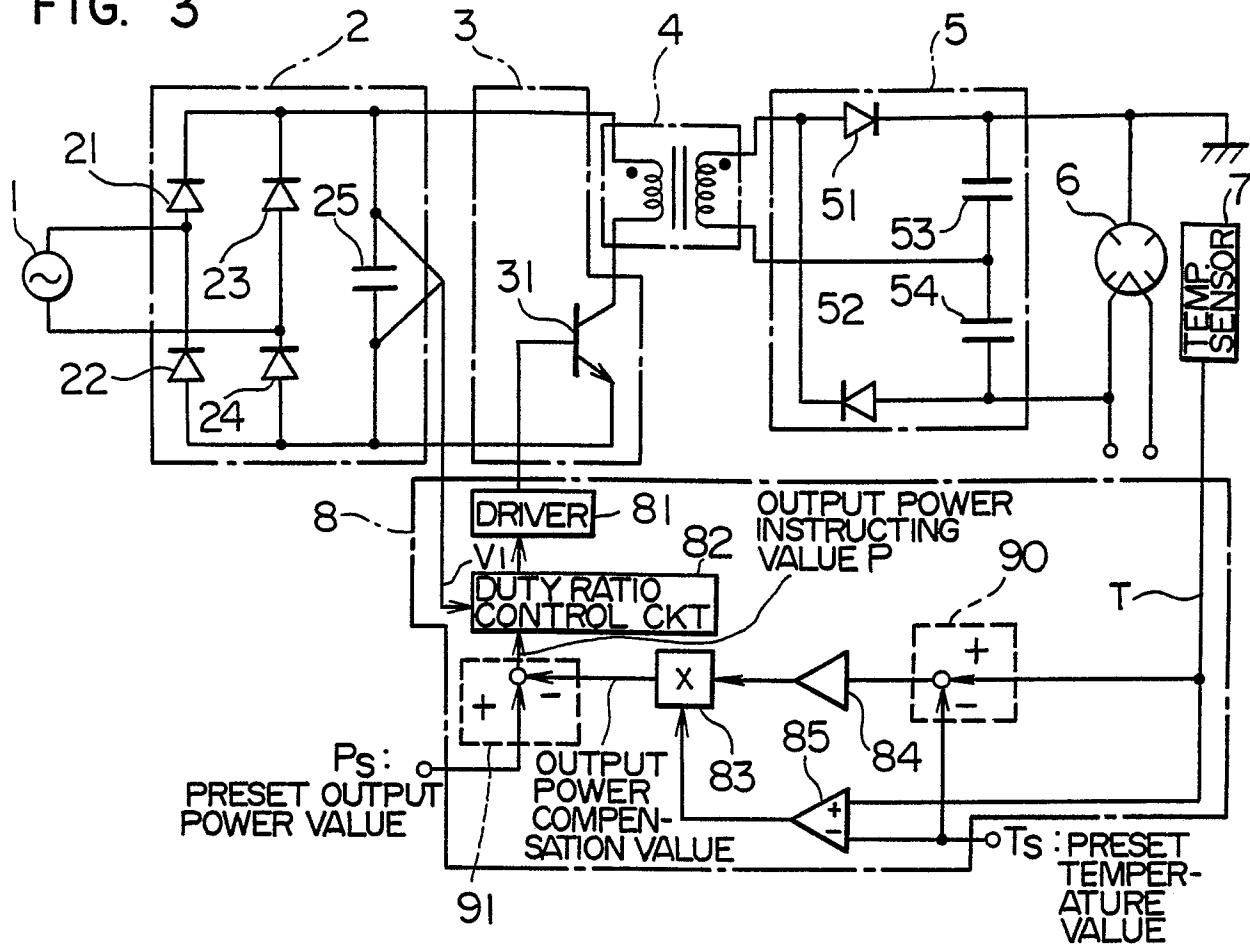 FIG. 3
2
3
4
5
21
1
23
25
22
24
31
51
52
53
54
6
7
TEMP.
SENSOR
8
DRIVER
81
V1
82
DUTY RATIO
CONTROL CKT
OUTPUT POWER
INSTRUCTING
VALUE P
90
T
+
-
+
-
X
83
84
85
+
-
PS:
PRESET OUTPUT
POWER VALUE
91
OUTPUT
POWER
COMPEN-
SATION VALUE
TS: PRESET
TEMPER-
ATURE
VALUE